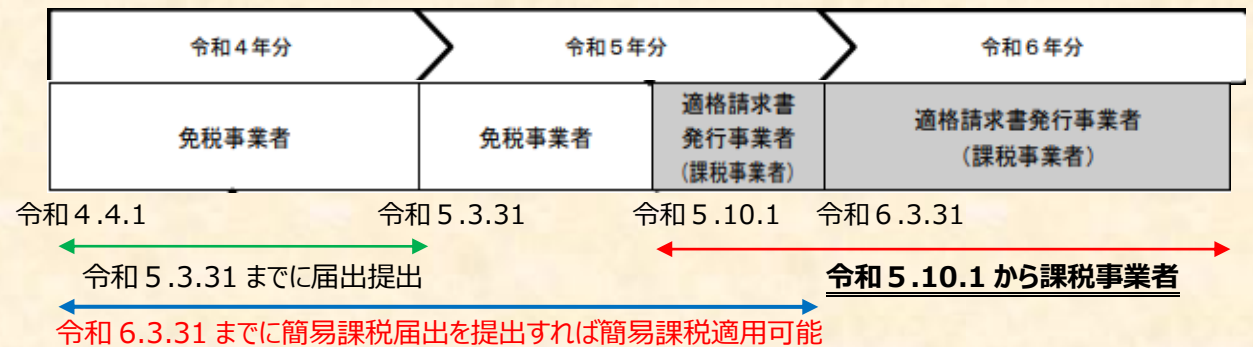 令和４年分 令和５年分 令和６年分
免税事業者 免税事業者 適格請求書
発行事業者
(課税事業者) 適格請求書発行事業者
（課税事業者）
令和４.4.1 令和５.3.31 令和５.10.1 令和６.3.31
令和５.3.31 までに届出提出 令和５.10.1 から課税事業者
令和 6.3.31 までに簡易課税届出を提出すれば簡易課税適用可能